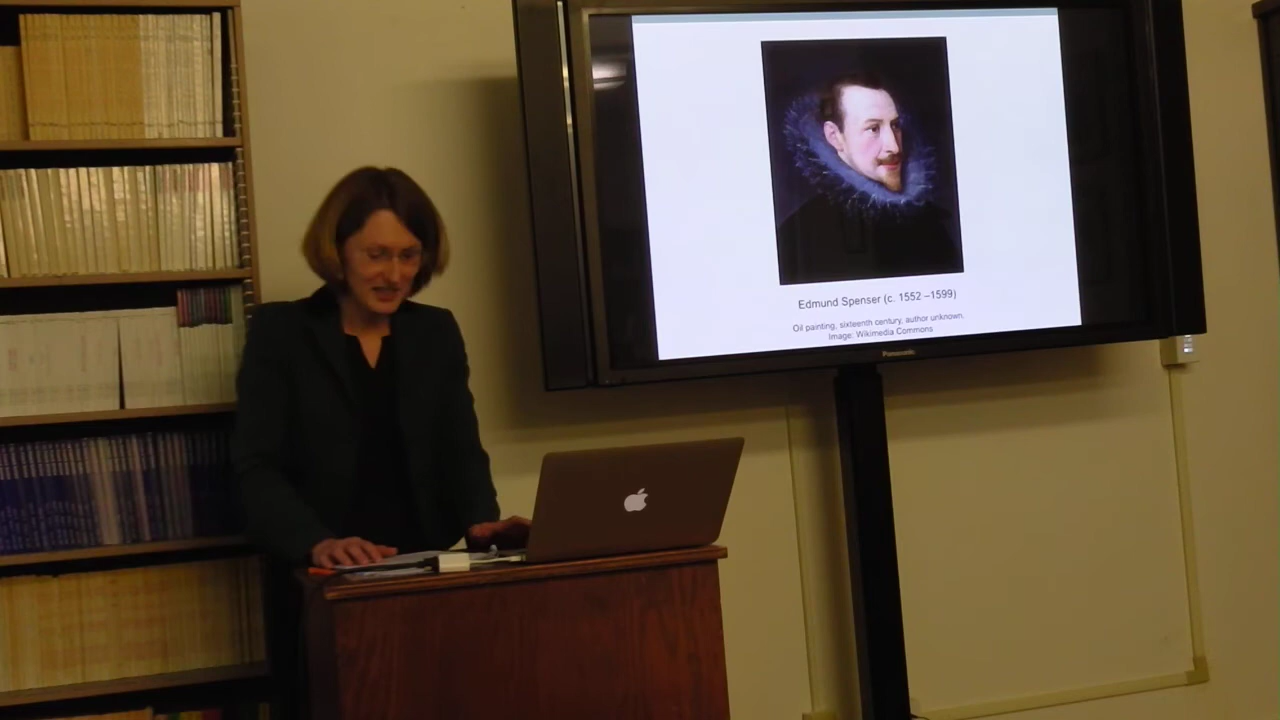 Edmund Spenser (c. 1552 –1599)
Oil painting, sixteenth century, author unknown.
Image: Wikimedia Commons
Panasonic